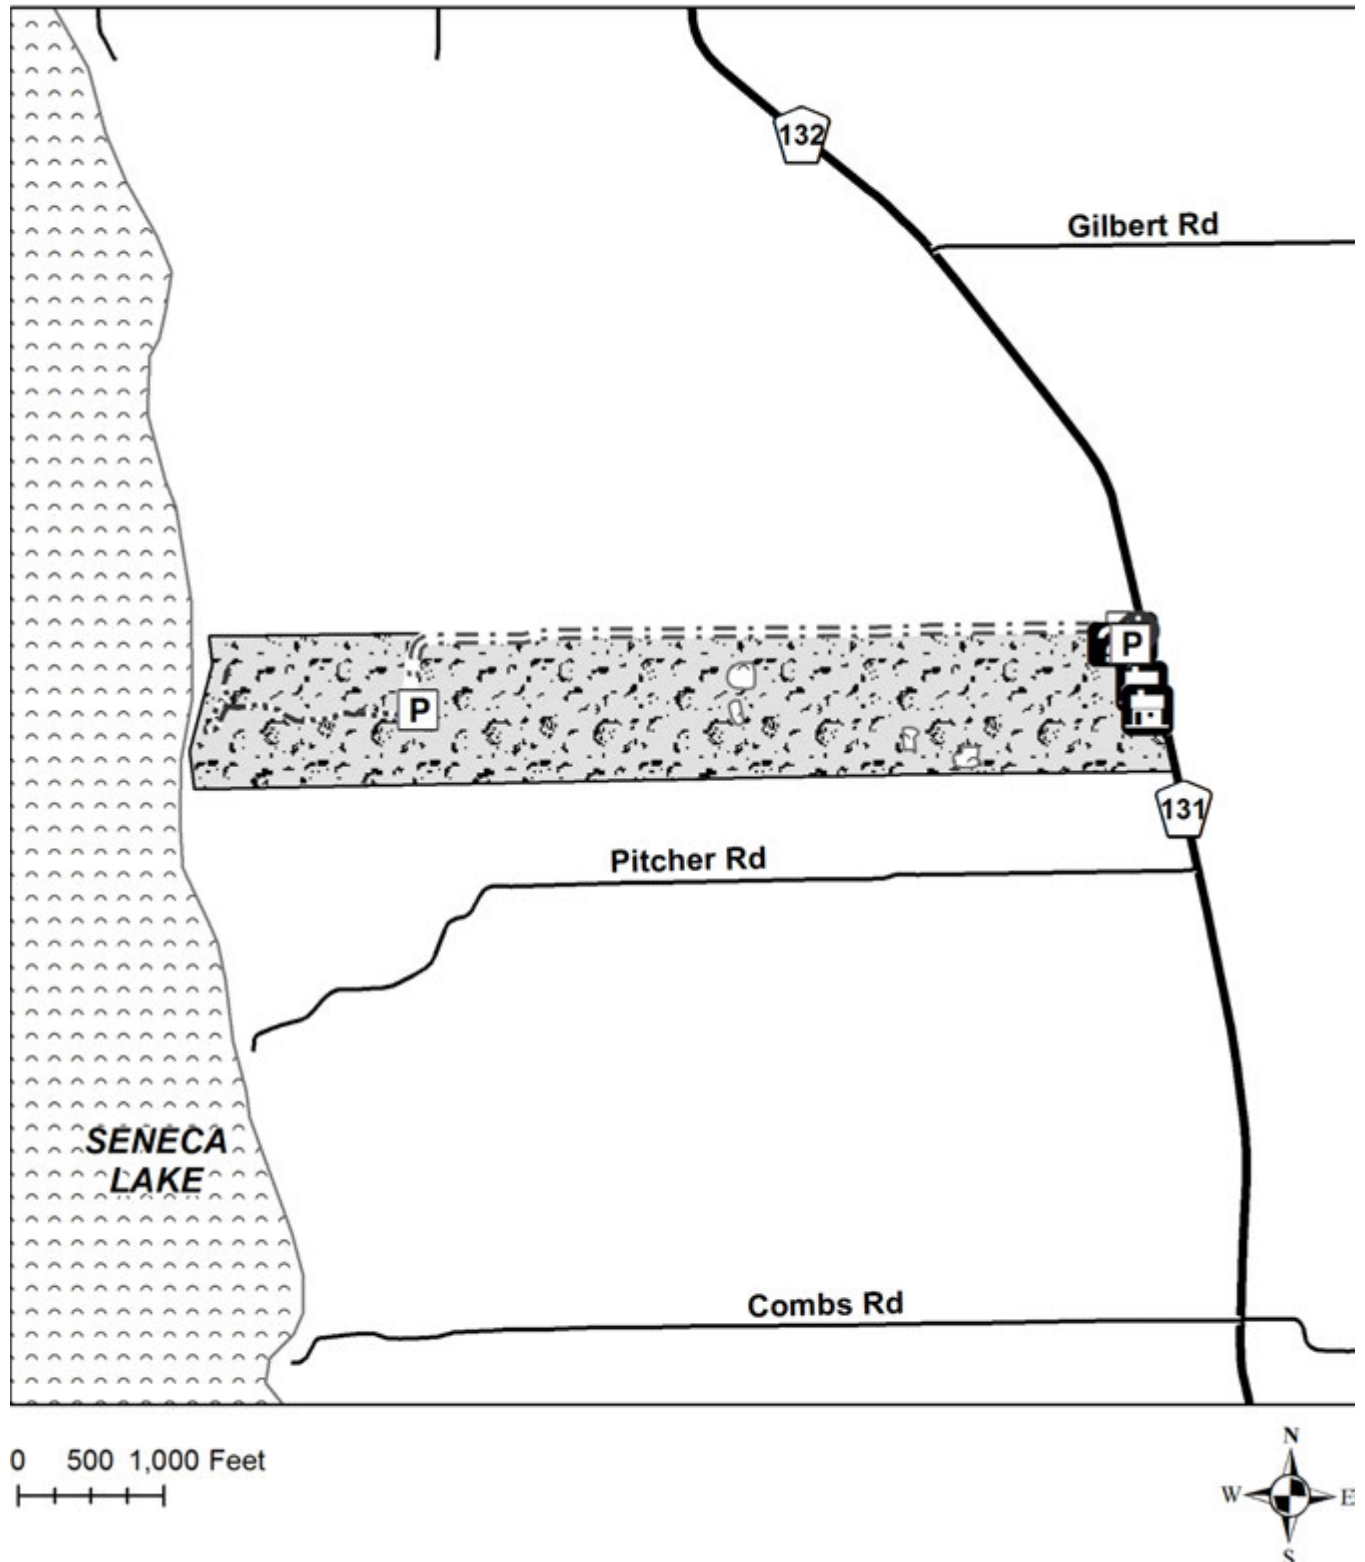 132
Gilbert Rd
P
P
131
Pitcher Rd
SENECA
LAKE
Combs Rd
0 500 1,000 Feet
N
W E
S